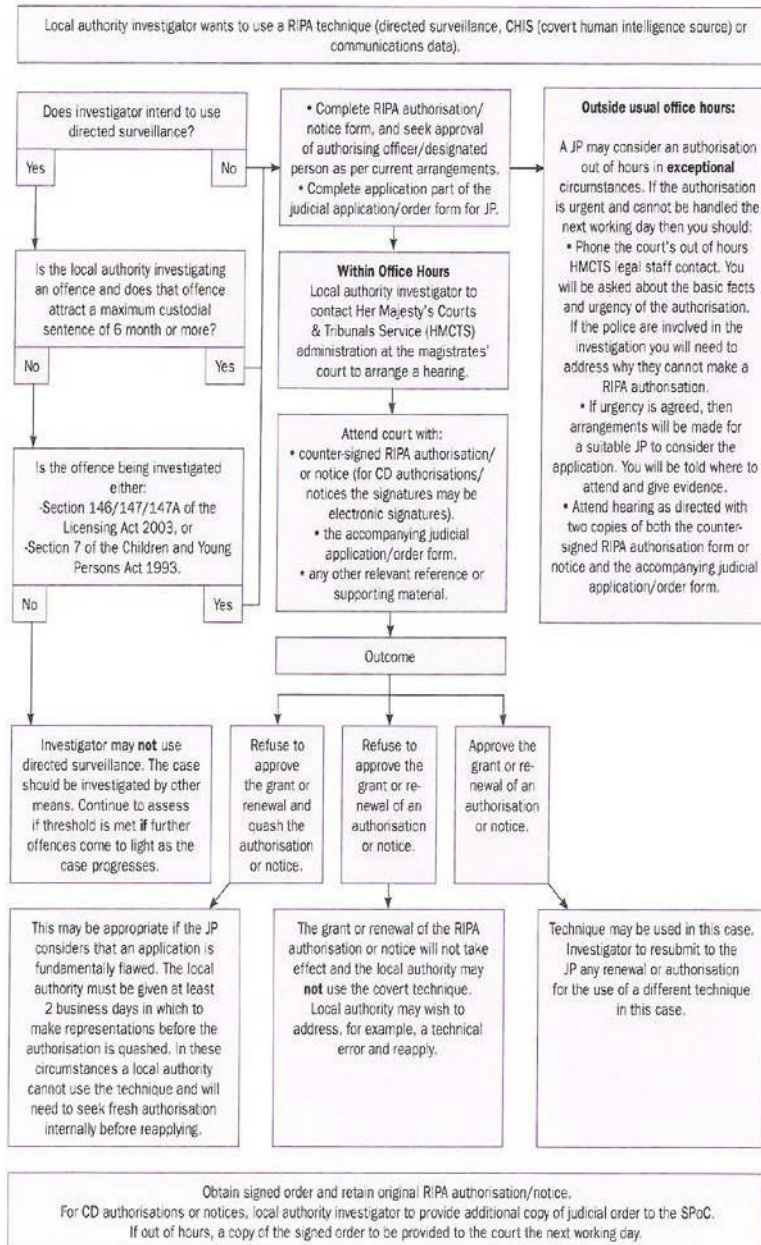 Local authority investigator wants to use a RIPA technique (directed surveillance, CHIS [covert human intelligence source) or
communications data).
Does investigator intend to use
directed surveillance?
Yes
No
Is the local authority investigating
an offence and does that offence
attract a maximum custodial
sentence of 6 month or more?
No
Yes
Is the offence being investigated
either:
-Section 146/147/147A of the
Licensing Act 2003, or
-Section 7 of the Children and Young
Persons Act 1993.
No
Yes
Investigator may not use
directed surveillance. The case
should be investigated by other
means. Continue to assess
if threshold is met if further
offences come to light as the
case progresses.
• Complete RIPA authorisation/
notice form, and seek approval
of authorising officer/designated
person as per current arrangements.
• Complete application part of the
judicial application/order form for JP.
Within Office Hours
Local authority investigator to
contact Her Majesty's Courts
& Tribunals Service (HMCTS)
administration at the magistrates'
court to arrange a hearing.
Attend court with:
• counter-signed RIPA authorisation/
or notice (for CD authorisations/
notices the signatures may be
electronic signatures).
• the accompanying judicial
application/order form.
• any other relevant reference or
supporting material.
Outside usual office hours:
A JP may consider an authorisation
out of hours in exceptional
circumstances. If the authorisation
is urgent and cannot be handled the
next working day then you should:
• Phone the court's out of hours
HMCTS legal staff contact. You
will be asked about the basic facts
and urgency of the authorisation.
If the police are involved in the
investigation you will need to
address why they cannot make a
RIPA authorisation.
• If urgency is agreed, then
arrangements will be made for
a suitable JP to consider the
application. You will be told where to
attend and give evidence.
• Attend hearing as directed with
two copies of both the counter-
signed RIPA authorisation form or
notice and the accompanying judicial
application/order form.
Outcome
Refuse to
approve
the grant or
renewal and
quash the
authorisation
or notice.
Refuse to
approve the
grant or re-
newal of an
authorisation
or notice.
Approve the
grant or re-
newal of an
authorisation
or notice.
This may be appropriate if the JP
considers that an application is
fundamentally flawed. The local
authority must be given at least
2 business days in which to
make representations before the
authorisation is quashed. In these
circumstances a local authority
cannot use the technique and will
need to seek fresh authorisation
internally before reapplying.
The grant or renewal of the RIPA
authorisation or notice will not take
effect and the local authority may
not use the covert technique.
Local authority may wish to
address, for example, a technical
error and reapply.
Technique may be used in this case.
Investigator to resubmit to the
JP any renewal or authorisation
for the use of a different technique
in this case.
Obtain signed order and retain original RIPA authorisation/notice.
For CD authorisations or notices, local authority investigator to provide additional copy of judicial order to the SPoC.
If out of hours, a copy of the signed order to be provided to the court the next working day.